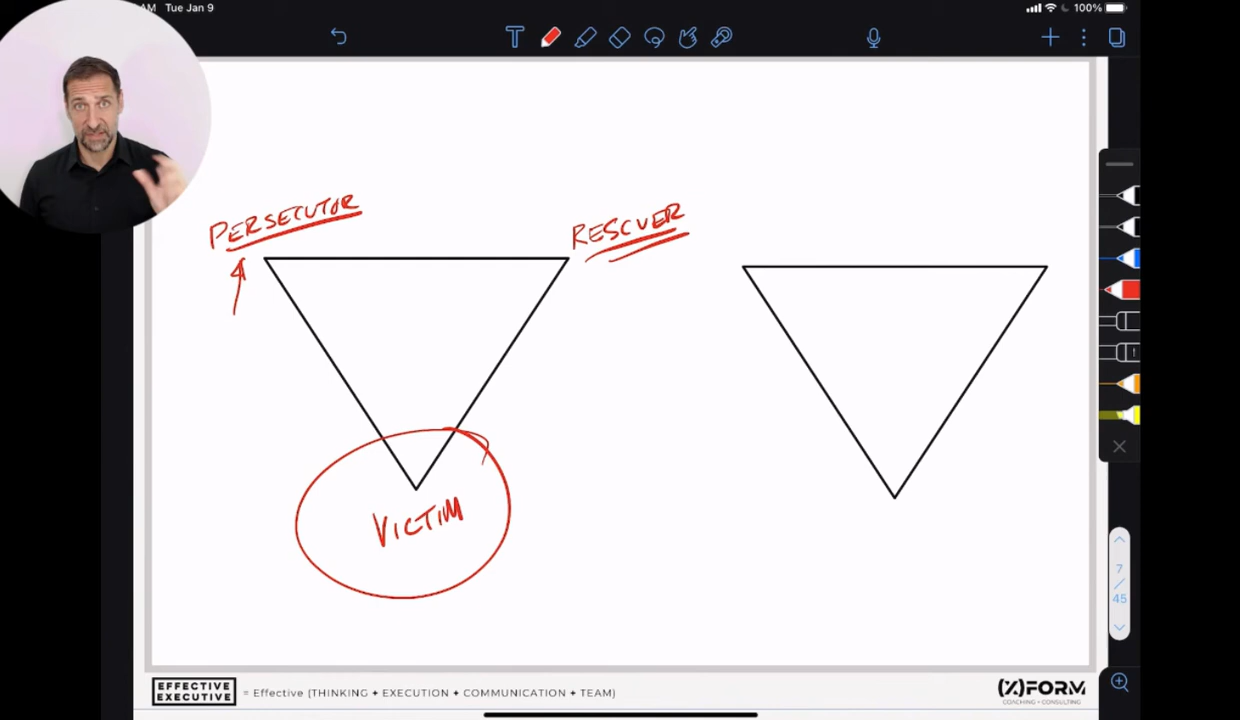 AM Tue Jan 9
100%
T
PERSECUTOR
RESCUER
VICTIM
7
/
45
EFFECTIVE
EXECUTIVE
= Effective (THINKING + EXECUTION + COMMUNICATION + TEAM)
(X)FORM
COACHING + CONSULTING